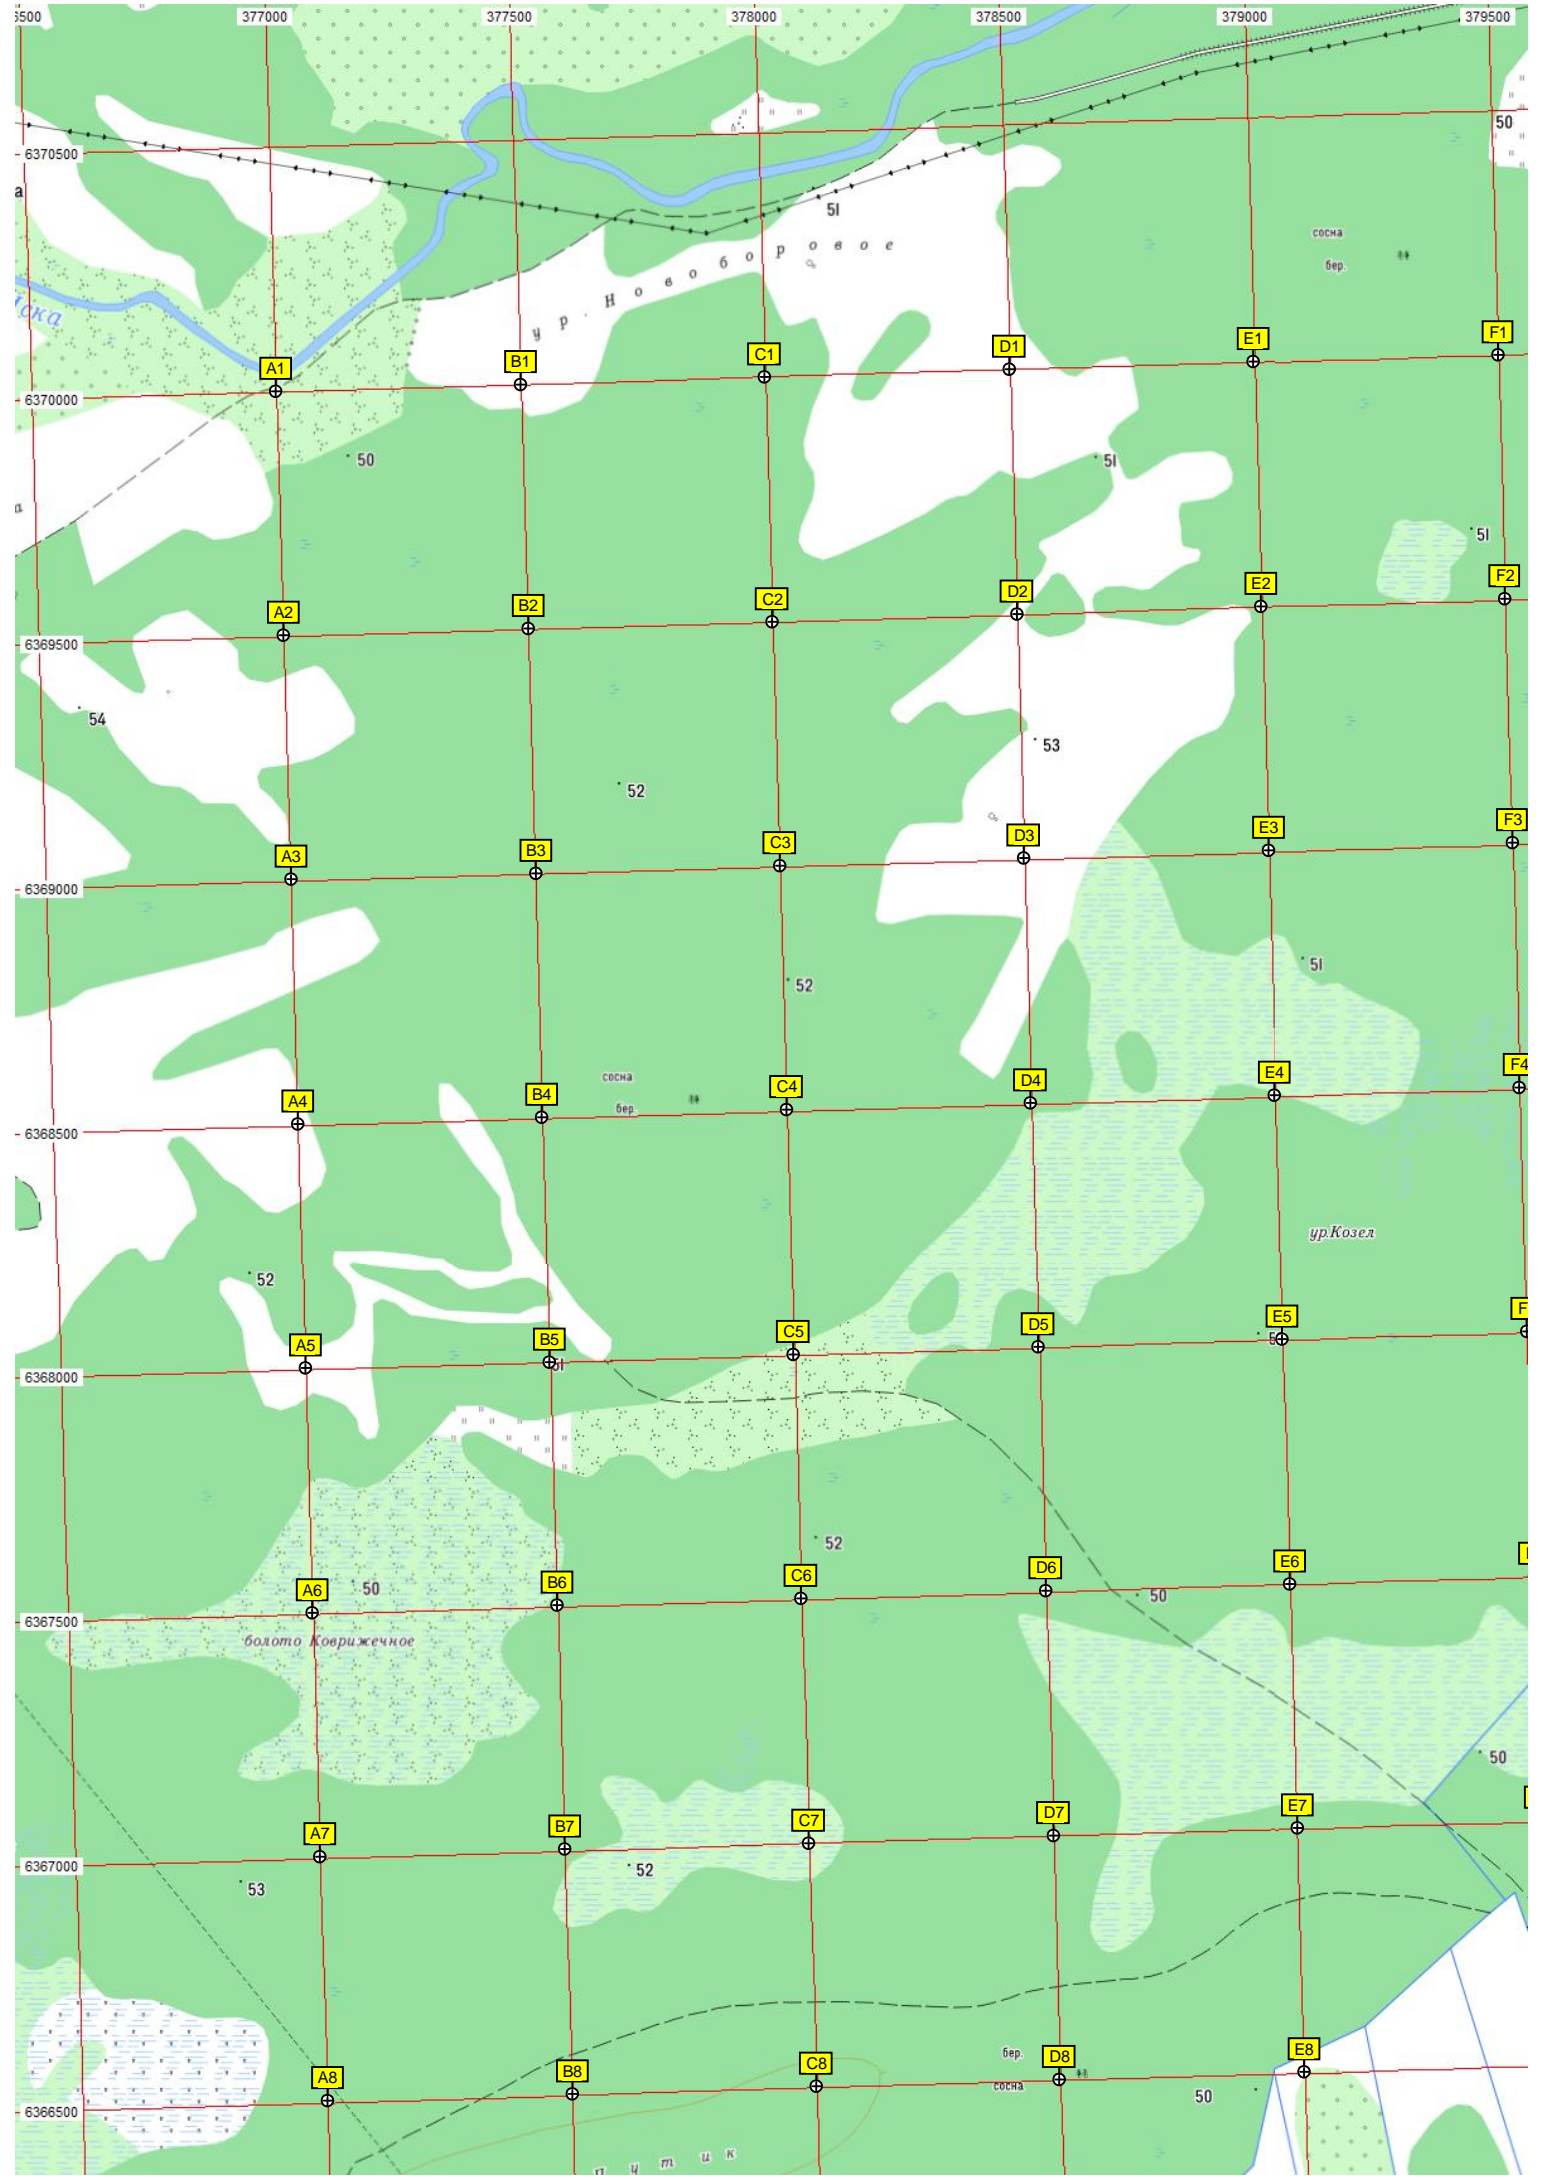 377000 377500 378000 378500 379000 379500
50
6370500
51
сосна
бер.
ур. Новоборовое
A1 B1 C1 D1 E1 F1
6370000
50
51
51
A2 B2 C2 D2 E2 F2
6369500
54
53
52
A3 B3 C3 D3 E3 F3
6369000
51
52
сосна
бер.
A4 B4 C4 D4 E4 F4
6368500
ур.Козел
52
A5 B5 C5 D5 E5
51
6368000
52
A6 B6 C6 D6 E6
50
50
6367500
болото Коврижечное
50
A7 B7 C7 D7 E7
6367000
52
53
бер.
сосна
A8 B8 C8 D8 E8
50
6366500